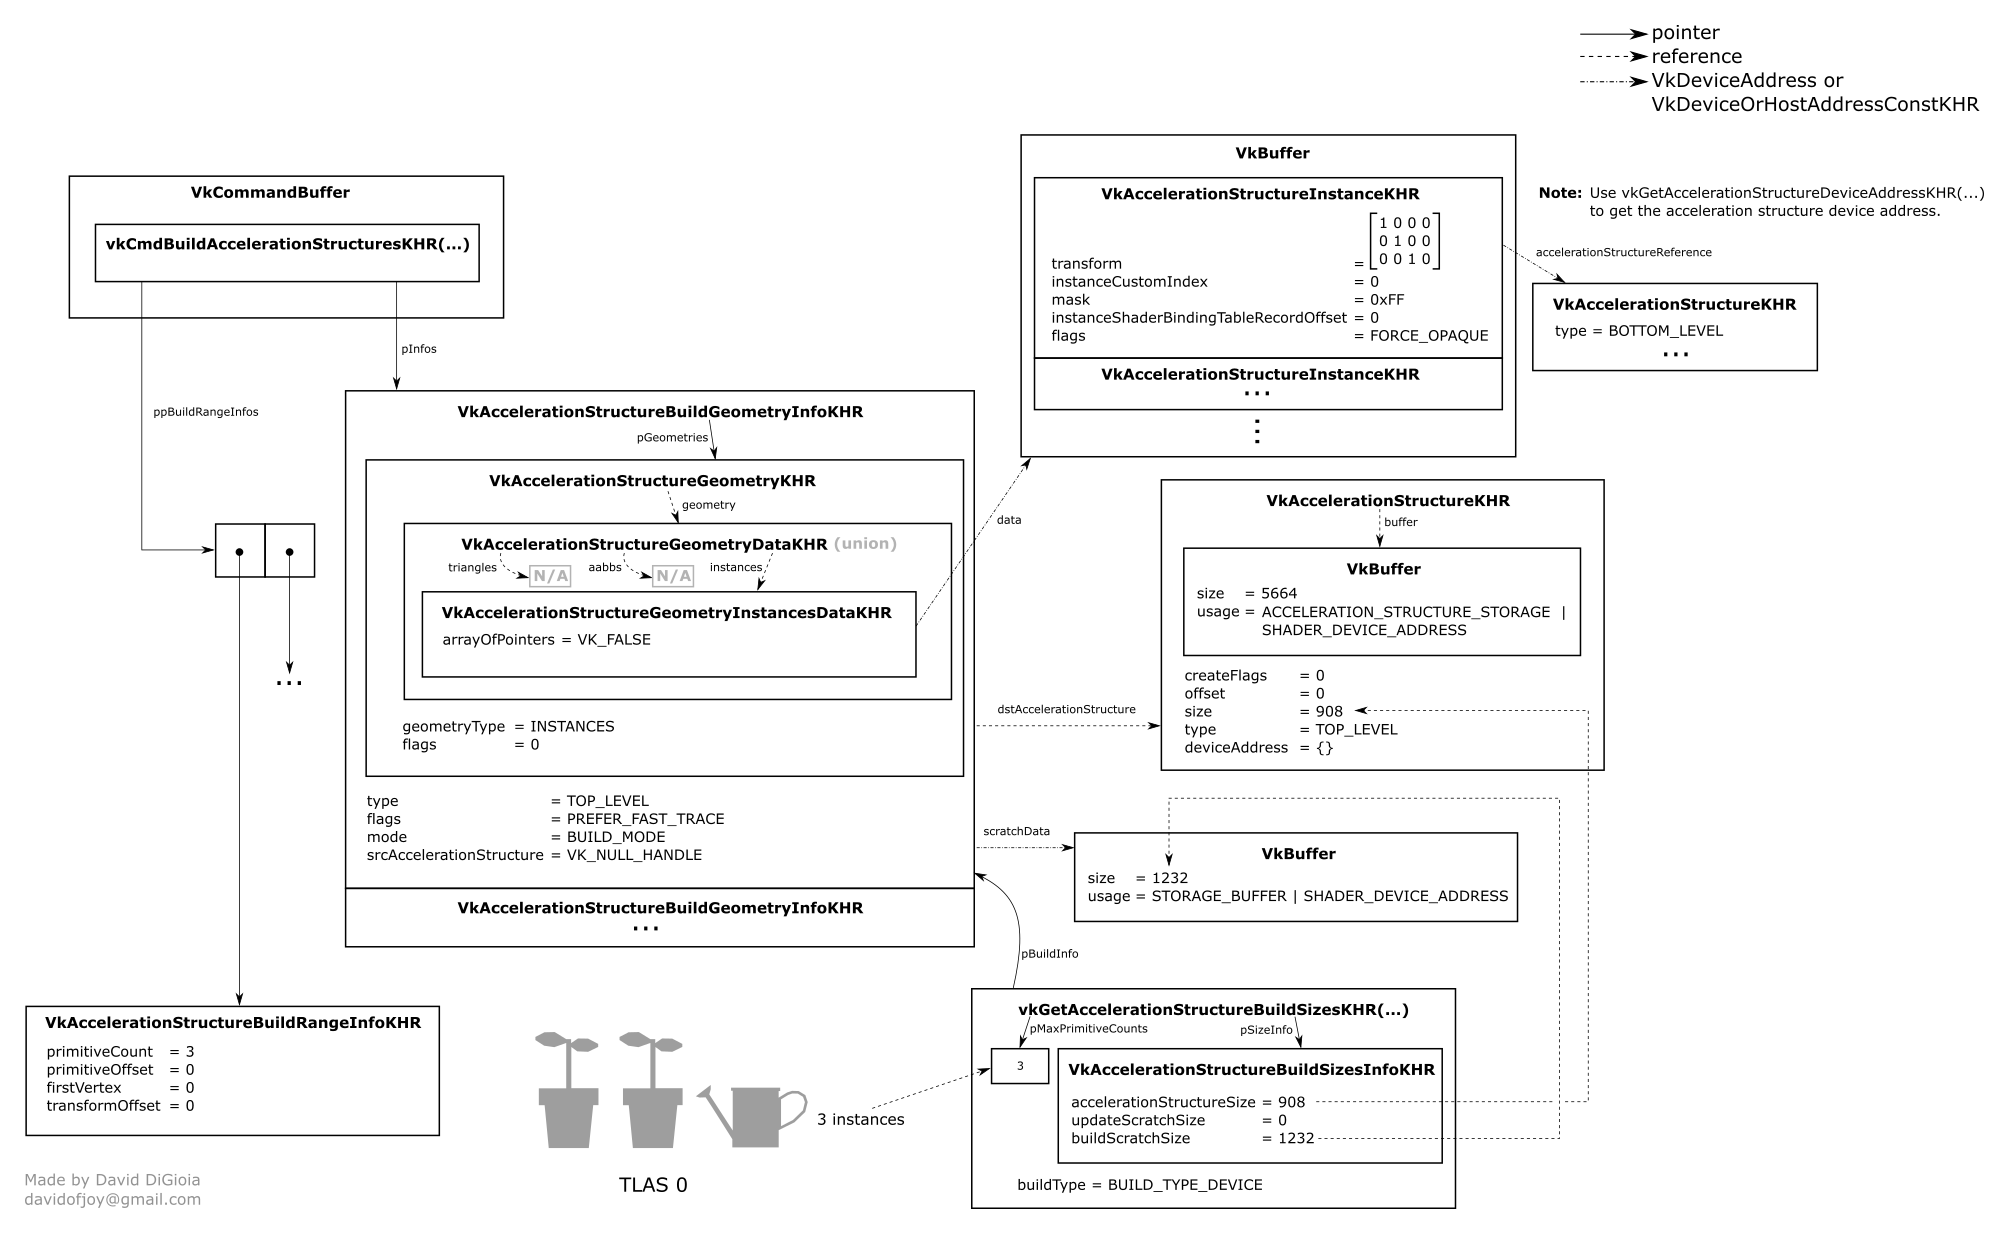 pointer
reference
VkDeviceAddress or
VkDeviceOrHostAddressConstKHR
VkCommandBuffer
vkCmdBuildAccelerationStructuresKHR(...)
pInfos
ppBuildRangeInfos
VkBuffer
VkAccelerationStructureInstanceKHR
1 0 0 0
0 1 0 0
0 0 1 0
transform =
instanceCustomIndex = 0
mask = 0xFF
instanceShaderBindingTableRecordOffset = 0
flags = FORCE_OPAQUE
VkAccelerationStructureInstanceKHR
...
...
Note: Use vkGetAccelerationStructureDeviceAddressKHR(...)
to get the acceleration structure device address.
accelerationStructureReference
VkAccelerationStructureKHR
type = BOTTOM_LEVEL
...
VkAccelerationStructureBuildGeometryInfoKHR
pGeometries
VkAccelerationStructureGeometryKHR
geometry
VkAccelerationStructureGeometryDataKHR (union)
triangles N/A aabbs N/A instances
VkAccelerationStructureGeometryInstancesDataKHR
arrayOfPointers = VK_FALSE
data
geometryType = INSTANCES
flags = 0
type = TOP_LEVEL
flags = PREFER_FAST_TRACE
mode = BUILD_MODE
srcAccelerationStructure = VK_NULL_HANDLE
VkAccelerationStructureBuildGeometryInfoKHR
...
...
dstAccelerationStructure
VkAccelerationStructureKHR
buffer
VkBuffer
size = 5664
usage = ACCELERATION_STRUCTURE_STORAGE |
SHADER_DEVICE_ADDRESS
createFlags = 0
offset = 0
size = 908
type = TOP_LEVEL
deviceAddress = {}
scratchData
VkBuffer
size = 1232
usage = STORAGE_BUFFER | SHADER_DEVICE_ADDRESS
pBuildInfo
vkGetAccelerationStructureBuildSizesKHR(...)
pMaxPrimitiveCounts
pSizeInfo
3
VkAccelerationStructureBuildSizesInfoKHR
accelerationStructureSize = 908
updateScratchSize = 0
buildScratchSize = 1232
buildType = BUILD_TYPE_DEVICE
VkAccelerationStructureBuildRangeInfoKHR
primitiveCount = 3
primitiveOffset = 0
firstVertex = 0
transformOffset = 0
3 instances
TLAS 0
Made by David DiGioia
davidofjoy@gmail.com